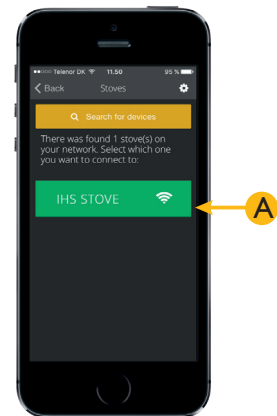 Telenor DK 11.50 95 %
Back Stoves
Search for devices
There was found 1 stove(s) on
your network. Select which one
you want to connect to:
IHS STOVE
A